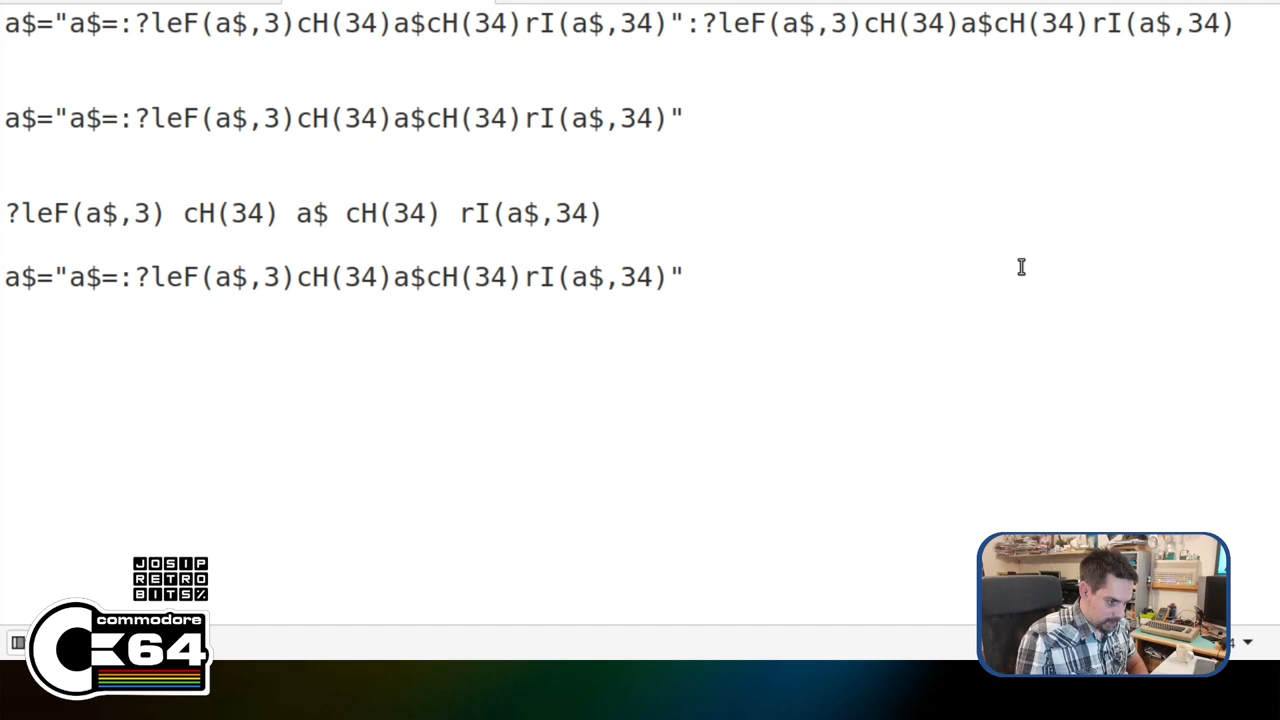 a$="a$=:?leF(a$,3)cH(34)a$cH(34)rI(a$,34)":?leF(a$,3)cH(34)a$cH(34)rI(a$,34)
a$="a$=:?leF(a$,3)cH(34)a$cH(34)rI(a$,34)"
?leF(a$,3) cH(34) a$ cH(34) rI(a$,34)
a$="a$=:?leF(a$,3)cH(34)a$cH(34)rI(a$,34)"
JOSIP
RETRO
BITS%
commodore
64
4